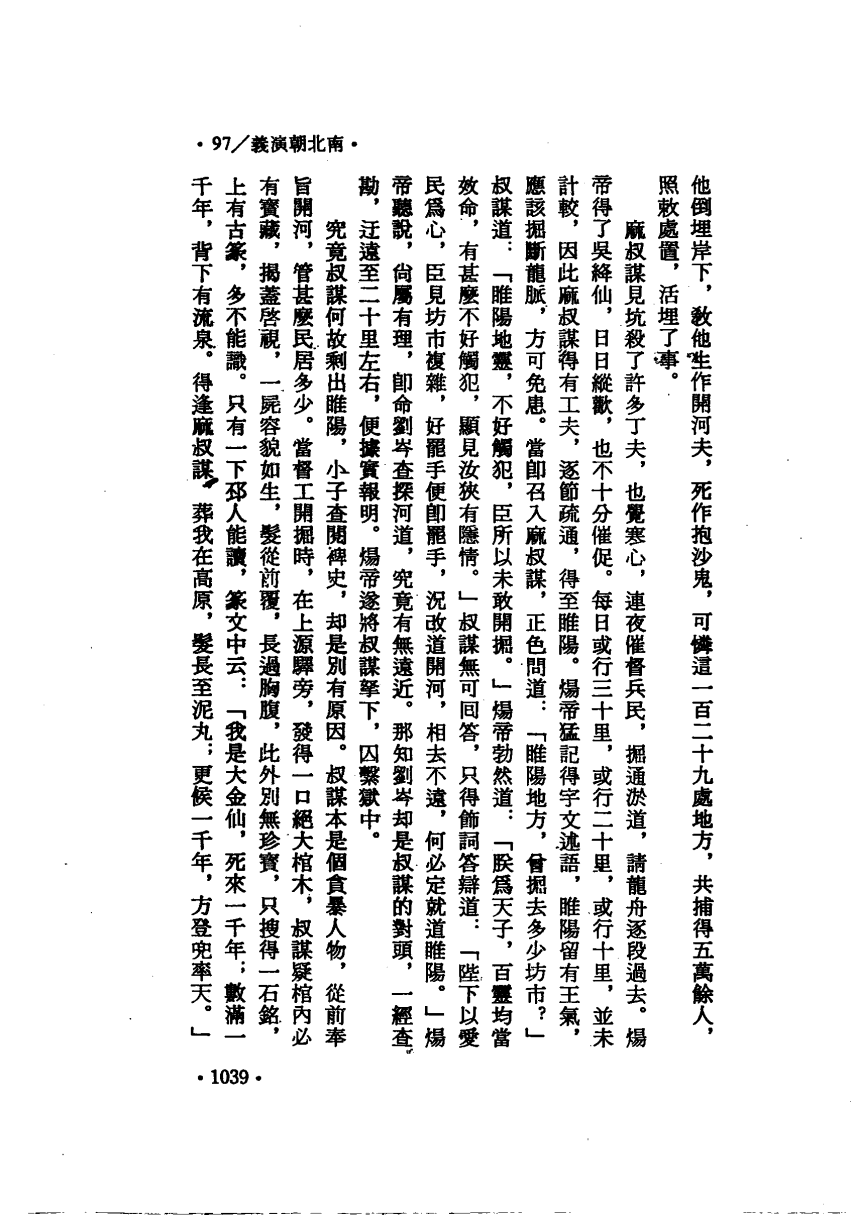 ・97／義演朝北南・
他倒埋岸下，敎他生作開河夫，死作抱沙鬼，可憐這一百二十九處地方，共捕得五萬餘人，
照敕處置，活埋了事。
麻叔謀見坑殺了許多丁夫，也覺寒心，連夜催督兵民，掘通淤道，請龍舟逐段過去。煬
帝得了吳絳仙，日日縱歡，也不十分催促。每日或行三十里，或行二十里，或行十里，並未
計較，因此麻叔謀得有工夫，逐節疏通，得至睢陽。煬帝猛記得宇文述語，睢陽留有王氣，
應該掘斷龍脈，方可免患。當卽召入麻叔謀，正色問道：「睢陽地方，曾掘去多少坊市？」
叔謀道：「睢陽地靈，不好觸犯，臣所以未敢開掘。」煬帝勃然道：「朕爲天子，百靈均當
效命，有甚麼不好觸犯，顯見汝狹有隱情。」叔謀無可回答，只得飾詞答辯道：「陛下以愛
民爲心，臣見坊市複雜，好罷手便卽罷手，況改道開河，相去不遠，何必定就道睢陽。」煬
帝聽說，尙屬有理，卽命劉岑查探河道，究竟有無遠近。那知劉岑却是叔謀的對頭，一經查
勘，迂遠至二十里左右，便據實報明。煬帝遂將叔謀拏下，囚繫獄中。
究竟叔謀何故剩出睢陽，小子查閱稗史，却是別有原因。叔謀本是個貪暴人物，從前奉
旨開河，管甚麼民居多少。當督工開掘時，在上源驛旁，發得一口絕大棺木，叔謀疑棺內必
有寶藏，揭蓋啓視，一屍容貌如生，髮從前覆，長過胸腹，此外別無珍寶，只搜得一石銘，
上有古篆，多不能識。只有一下邳人能讀，篆文中云：「我是大金仙，死來一千年；數滿一
千年，背下有流泉。得逢麻叔謀，葬我在高原，髮長至泥丸；更候一千年，方登兜率天。」
・1039・